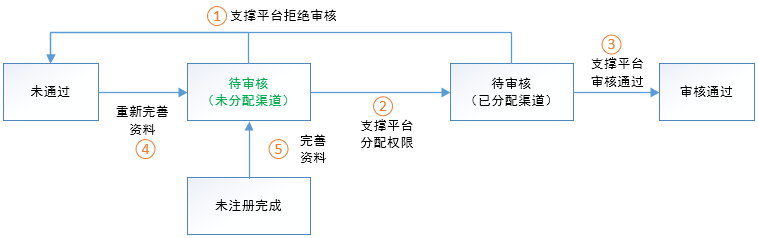 ① 支撑平台拒绝审核
③
支撑平台
审核通过
未通过
待审核
（未分配渠道）
待审核
（已分配渠道）
审核通过
重新完善
资料
④
②
支撑平台
分配权限
⑤
完善
资料
未注册完成